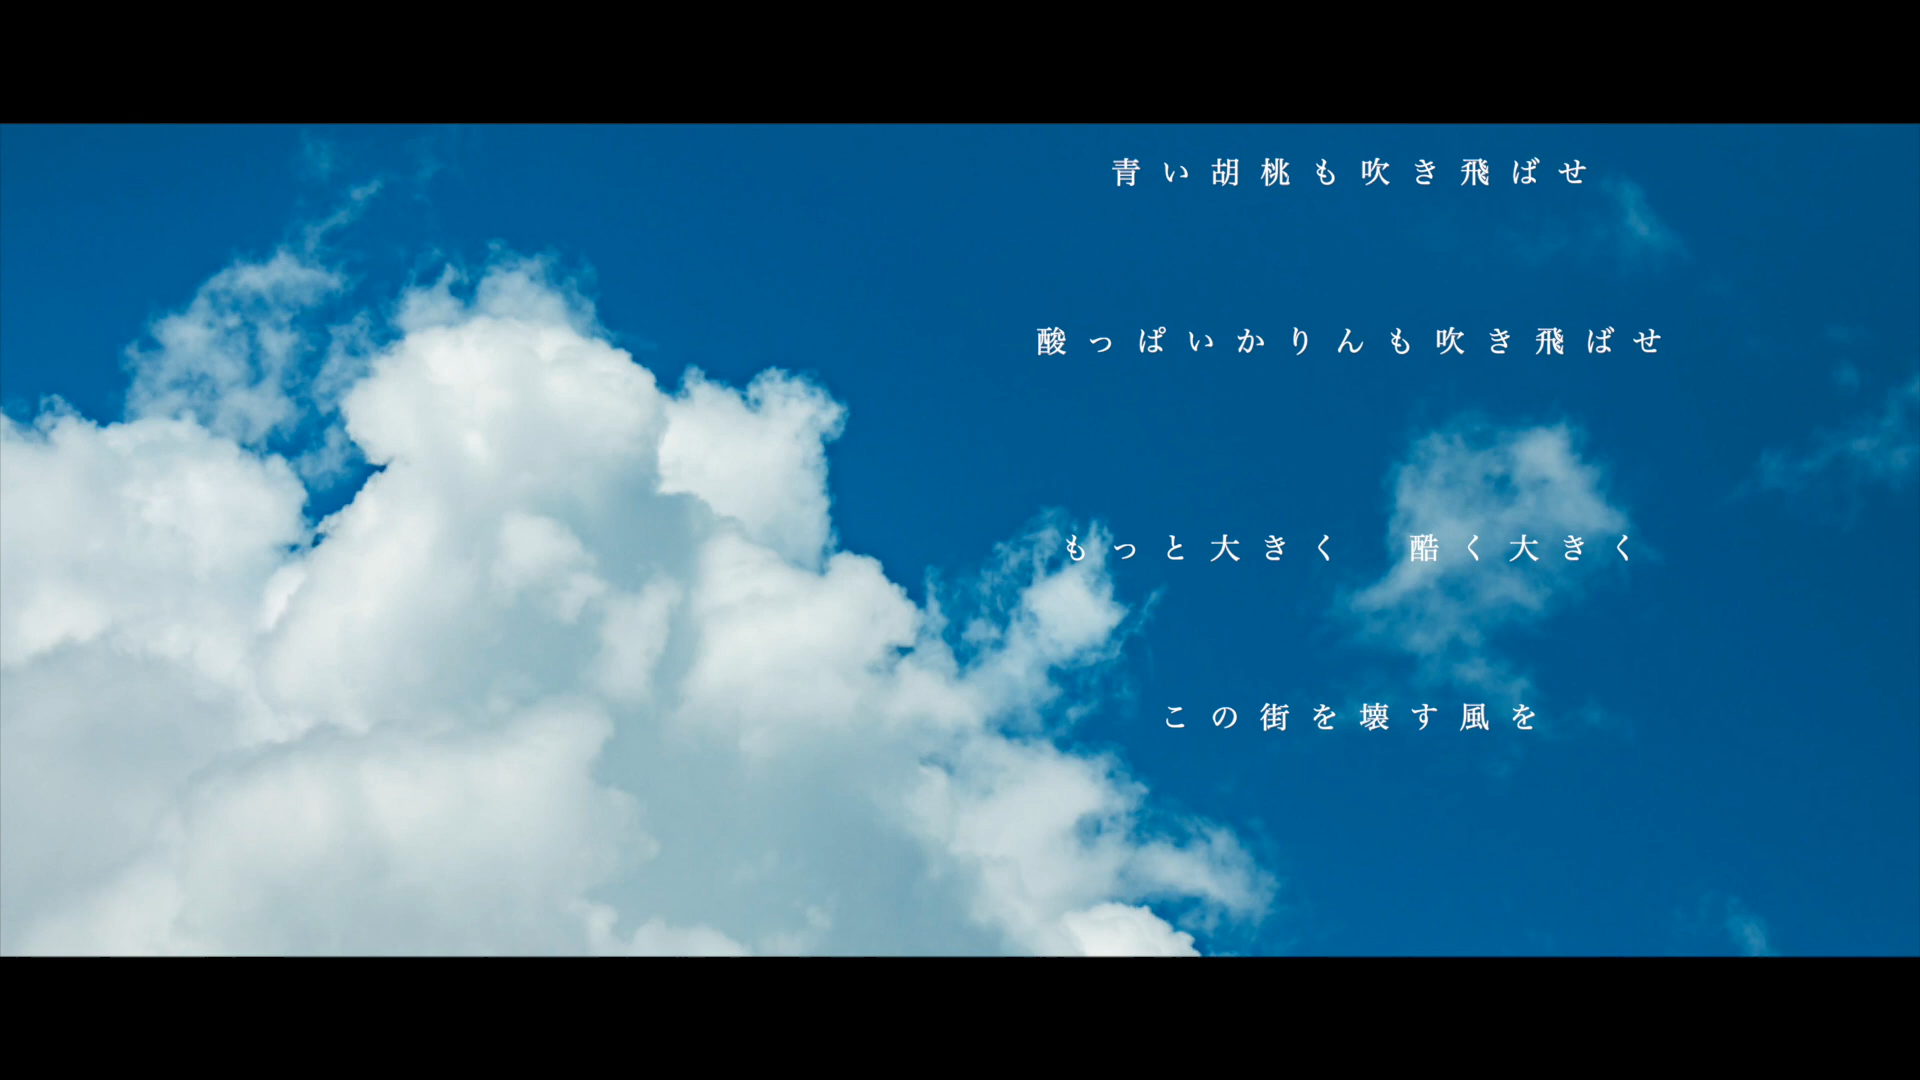 青い胡桃も吹き飛ばせ
酸っぱいかりんも吹き飛ばせ
もっと大きく　酷く大きく
この街を壊す風を